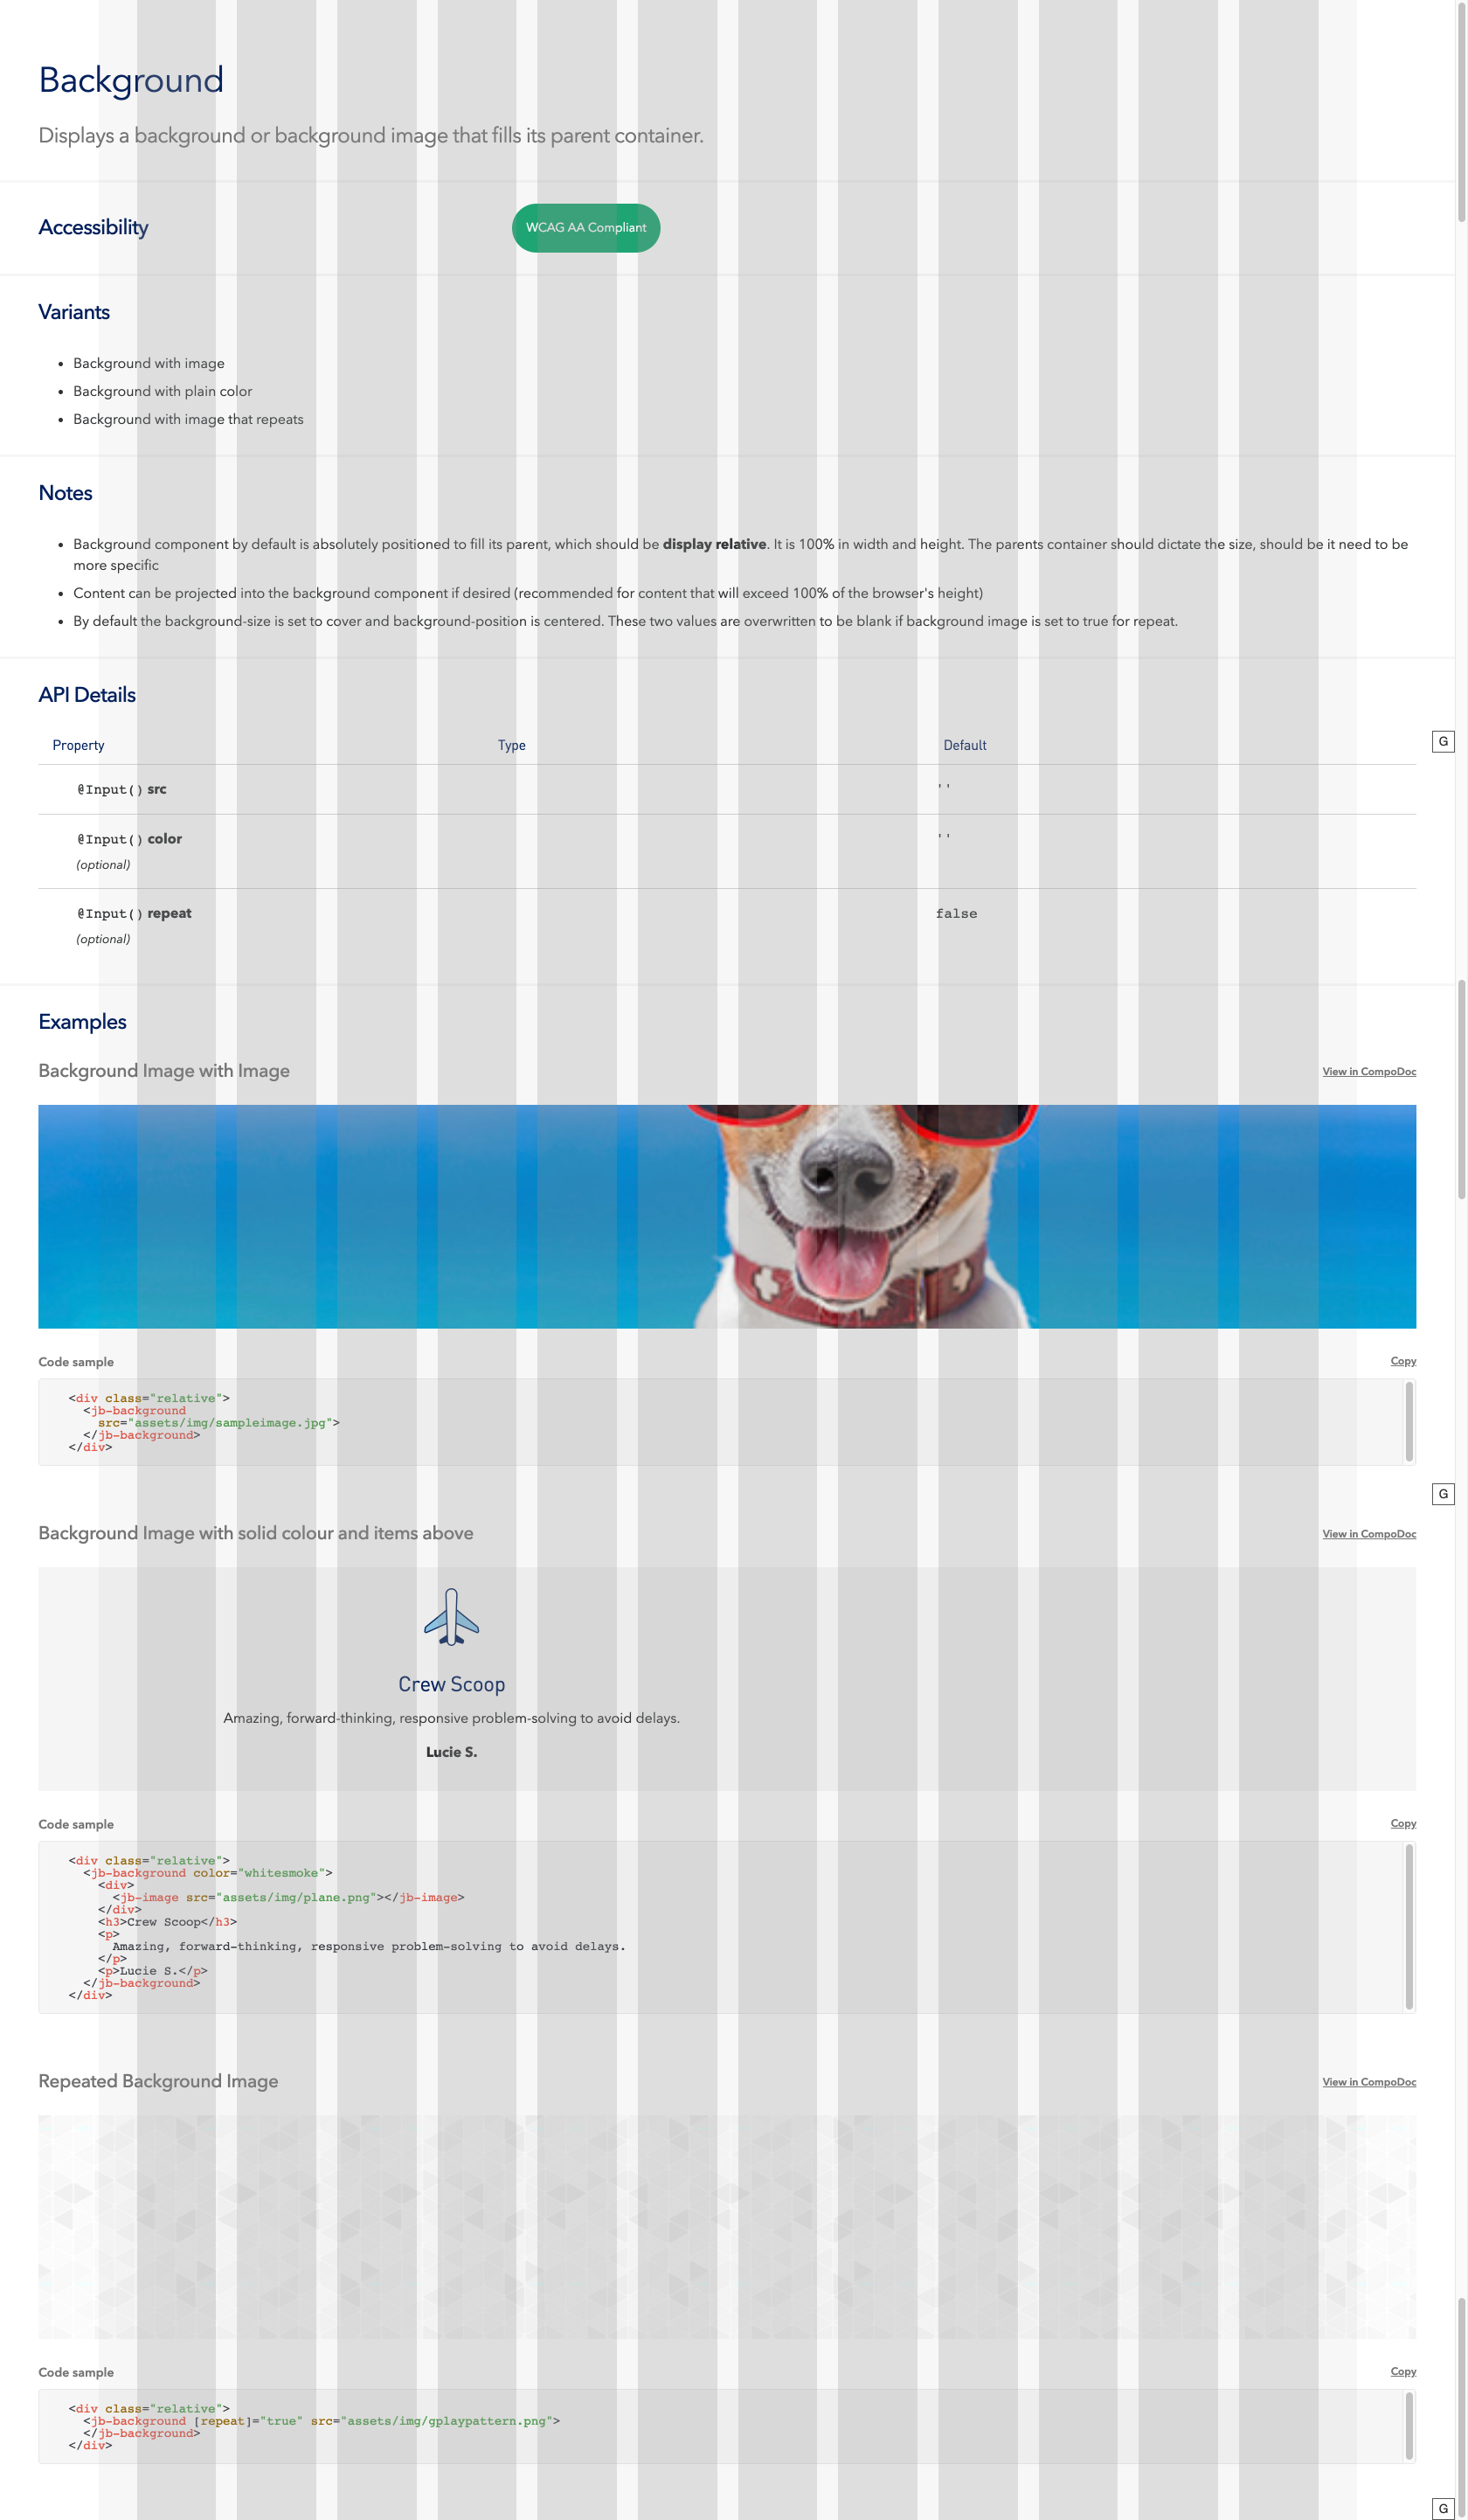 Background
Displays a background or background image that fills its parent container.
Accessibility
WCAG AA Compliant
Variants
• Background with image
• Background with plain color
• Background with image that repeats
Notes
• Background component by default is absolutely positioned to fill its parent, which should be display relative. It is 100% in width and height. The parents container should dictate the size, should be it need to be
more specific
• Content can be projected into the background component if desired (recommended for content that will exceed 100% of the browser's height)
• By default the background-size is set to cover and background-position is centered. These two values are overwritten to be blank if background image is set to true for repeat.
API Details
Property Type Default
G
@Input() src ''
@Input() color ''
(optional)
@Input() repeat false
(optional)
Examples
Background Image with Image View in CompoDoc
Code sample Copy
<div class="relative">
  <jb-background
    src="assets/img/sampleimage.jpg">
  </jb-background>
</div>
G
Background Image with solid colour and items above View in CompoDoc
Crew Scoop
Amazing, forward-thinking, responsive problem-solving to avoid delays.
Lucie S.
Code sample Copy
<div class="relative">
  <jb-background color="whitesmoke">
    <div>
      <jb-image src="assets/img/plane.png"></jb-image>
    </div>
    <h3>Crew Scoop</h3>
    <p>
      Amazing, forward-thinking, responsive problem-solving to avoid delays.
    </p>
    <p>Lucie S.</p>
  </jb-background>
</div>
Repeated Background Image View in CompoDoc
Code sample Copy
<div class="relative">
  <jb-background [repeat]="true" src="assets/img/gplaypattern.png">
  </jb-background>
</div>
G